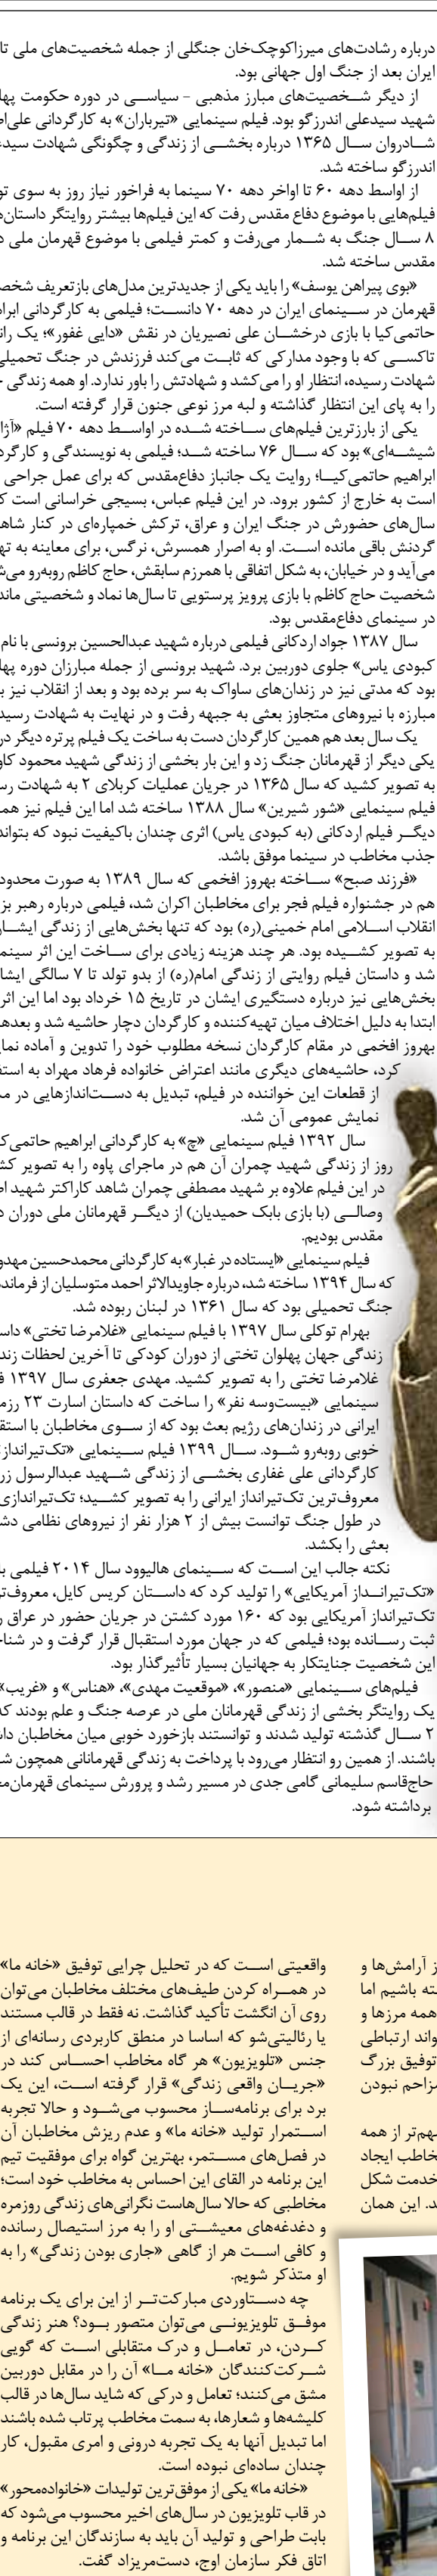 درباره رشادت‌های میرزاکوچک‌خان جنگلی از جمله شخصیت‌های ملی
ایران بعد از جنگ اول جهانی بود.
از دیگر شخصیت‌های مبارز مذهبی - سیاسی در دوره حکومت
شهید سیدعلی اندرزگو بود. فیلم سینمایی «تیرباران» به کارگردانی
شادروان سال ۱۳۶۵ درباره بخشی از زندگی و چگونگی شهادت
اندرزگو ساخته شد.
از اواسط دهه ۶۰ تا اواخر دهه ۷۰ سینما به فراخور نیاز روز به سوی
فیلم‌هایی با موضوع دفاع مقدس رفت که این فیلم‌ها بیشتر روایتگر
۸ سال جنگ به شمار می‌رفت و کمتر فیلمی با موضوع قهرمان ملی
مقدس ساخته شد.
«بوی پیراهن یوسف» را باید یکی از جدیدترین مدل‌های بازتعریف
قهرمان در سینمای ایران در دهه ۷۰ دانست؛ فیلمی به کارگردانی
حاتمی‌کیا با بازی درخشان علی نصیریان در نقش «دایی غفور»؛ یک
تاکسی که با وجود مدارکی که ثابت می‌کند فرزندش در جنگ تحمیلی
شهادت رسیده، انتظار او را می‌کشد و شهادتش را باور ندارد. او همه زندگی
را به پای این انتظار گذاشته و لبه مرز نوعی جنون قرار گرفته است.
یکی از بارزترین فیلم‌های ساخته شده در اواسط دهه ۷۰ فیلم
شیشه‌ای» بود که سال ۷۶ ساخته شد؛ فیلمی به نویسندگی و
ابراهیم حاتمی‌کیا؛ روایت یک جانباز دفاع‌مقدس که برای عمل جراحی
است به خارج از کشور برود. در این فیلم عباس، بسیجی خراسانی است
سال‌های حضورش در جنگ ایران و عراق، ترکش خمپاره‌ای در کنار
گردنش باقی مانده است. او به اصرار همسرش، نرگس، برای معاینه به
می‌آید و در خیابان، به شکل اتفاقی با همرزم سابقش، حاج کاظم روبه‌رو
شخصیت حاج کاظم با بازی پرویز پرستویی تا سال‌ها نماد و شخصیتی
در سینمای دفاع‌مقدس بود.
سال ۱۳۸۷ جواد اردکانی فیلمی درباره شهید عبدالحسین برونسی با نام
کبودی یاس» جلوی دوربین برد. شهید برونسی از جمله مبارزان دوره
بود که مدتی نیز در زندان‌های ساواک به سر برده بود و بعد از انقلاب نیز
مبارزه با نیروهای متجاوز بعثی به جبهه رفت و در نهایت به شهادت رسید
یک سال بعد هم همین کارگردان دست به ساخت یک فیلم پرتره دیگر
یکی دیگر از قهرمانان جنگ زد و این بار بخشی از زندگی شهید محمود
به تصویر کشید که سال ۱۳۶۵ در جریان عملیات کربلای ۲ به شهادت
فیلم سینمایی «شور شیرین» سال ۱۳۸۸ ساخته شد اما این فیلم نیز
دیگر فیلم اردکانی (به کبودی یاس) اثری چندان باکیفیت نبود که بتواند
جذب مخاطب در سینما موفق باشد.
«فرزند صبح» ساخته بهروز افخمی که سال ۱۳۸۹ به صورت محدود
هم در جشنواره فیلم فجر برای مخاطبان اکران شد، فیلمی درباره رهبر
انقلاب اسلامی امام خمینی(ره) بود که تنها بخش‌هایی از زندگی
به تصویر کشیده بود. هر چند هزینه زیادی برای ساخت این اثر
شد و داستان فیلم روایتی از زندگی امام(ره) از بدو تولد تا ۷ سالگی
بخش‌هایی نیز درباره دستگیری ایشان در تاریخ ۱۵ خرداد بود اما این
ابتدا به دلیل اختلاف میان تهیه‌کننده و کارگردان دچار حاشیه شد و
بهروز افخمی در مقام کارگردان نسخه مطلوب خود را تدوین و آماده
کرد، حاشیه‌های دیگری مانند اعتراض خانواده فرهاد مهراد به
از قطعات این خواننده در فیلم، تبدیل به دست‌اندازهایی در
نمایش عمومی آن شد.
سال ۱۳۹۲ فیلم سینمایی «چ» به کارگردانی ابراهیم
روز از زندگی شهید چمران آن هم در ماجرای پاوه را به تصویر
در این فیلم علاوه بر شهید مصطفی چمران شاهد کاراکتر شهید
وصالی (با بازی بابک حمیدیان) از دیگر قهرمانان ملی دوران
مقدس بودیم.
فیلم سینمایی «ایستاده در غبار» به کارگردانی محمدحسین
که سال ۱۳۹۴ ساخته شد، درباره جاویدالاثر احمد متوسلیان از
جنگ تحمیلی بود که سال ۱۳۶۱ در لبنان ربوده شد.
بهرام توکلی سال ۱۳۹۷ با فیلم سینمایی «غلامرضا تختی»
زندگی جهان پهلوان تختی از دوران کودکی تا آخرین لحظات
غلامرضا تختی را به تصویر کشید. مهدی جعفری سال ۱۳۹۷
سینمایی «بیست‌وسه نفر» را ساخت که داستان اسارت ۲۳
ایرانی در زندان‌های رژیم بعث بود که از سوی مخاطبان با
خوبی روبه‌رو شود. سال ۱۳۹۹ فیلم سینمایی «تک‌تیرانداز
کارگردانی علی غفاری بخشی از زندگی شهید عبدالرسول
معروف‌ترین تک‌تیرانداز ایرانی را به تصویر کشید؛ تک‌تیراندازی
در طول جنگ توانست بیش از ۲ هزار نفر از نیروهای نظامی
بعثی را بکشد.
نکته جالب این است که سینمای هالیوود سال ۲۰۱۴ فیلمی
«تک‌تیرانداز آمریکایی» را تولید کرد که داستان کریس کایل،
تک‌تیرانداز آمریکایی بود که ۱۶۰ مورد کشتن در جریان حضور در عراق
ثبت رسانده بود؛ فیلمی که در جهان مورد استقبال قرار گرفت و در
این شخصیت جنایتکار به جهانیان بسیار تأثیرگذار بود.
فیلم‌های سینمایی «منصور»، «موقعیت مهدی»، «هناس» و «غریب»
یک روایتگر بخشی از زندگی قهرمانان ملی در عرصه جنگ و علم بودند
۲ سال گذشته تولید شدند و توانستند بازخورد خوبی میان مخاطبان
باشند. از همین رو انتظار می‌رود با پرداخت به زندگی قهرمانانی همچون
حاج‌قاسم سلیمانی گامی جدی در مسیر رشد و پرورش سینمای
برداشته شود.
ز آرامش‌ها و
ته باشیم اما
همه مرزها و
واند ارتباطی
توفیق بزرگ
مزاحم نبودن
مهم‌تر از همه
مخاطب ایجاد
خدمت شکل
د. این همان
واقعیتی است که در تحلیل چرایی توفیق «خانه ما»
در همراه کردن طیف‌های مختلف مخاطبان می‌توان
روی آن انگشت تأکید گذاشت. نه فقط در قالب مستند
یا رئالیتی‌شو که اساسا در منطق کاربردی رسانه‌ای از
جنس «تلویزیون» هر گاه مخاطب احساس کند در
«جریان واقعی زندگی» قرار گرفته است، این یک
برد برای برنامه‌ساز محسوب می‌شود و حالا تجربه
استمرار تولید «خانه ما» و عدم ریزش مخاطبان آن
در فصل‌های مستمر، بهترین گواه برای موفقیت تیم
این برنامه در القای این احساس به مخاطب خود است؛
مخاطبی که حالا سال‌هاست نگرانی‌های زندگی روزمره
و دغدغه‌های معیشتی او را به مرز استیصال رسانده
و کافی است هر از گاهی «جاری بودن زندگی» را به
او متذکر شویم.
چه دستاوردی مبارک‌تر از این برای یک برنامه
موفق تلویزیونی می‌توان متصور بود؟ هنر زندگی
کردن، در تعامل و درک متقابلی است که گویی
شرکت‌کنندگان «خانه ما» آن را در مقابل دوربین
مشق می‌کنند؛ تعامل و درکی که شاید سال‌ها در قالب
کلیشه‌ها و شعارها، به سمت مخاطب پرتاب شده باشند
اما تبدیل آنها به یک تجربه درونی و امری مقبول، کار
چندان ساده‌ای نبوده است.
«خانه ما» یکی از موفق‌ترین تولیدات «خانواده‌محور»
در قاب تلویزیون در سال‌های اخیر محسوب می‌شود که
بابت طراحی و تولید آن باید به سازندگان این برنامه و
اتاق فکر سازمان اوج، دست‌مریزاد گفت.